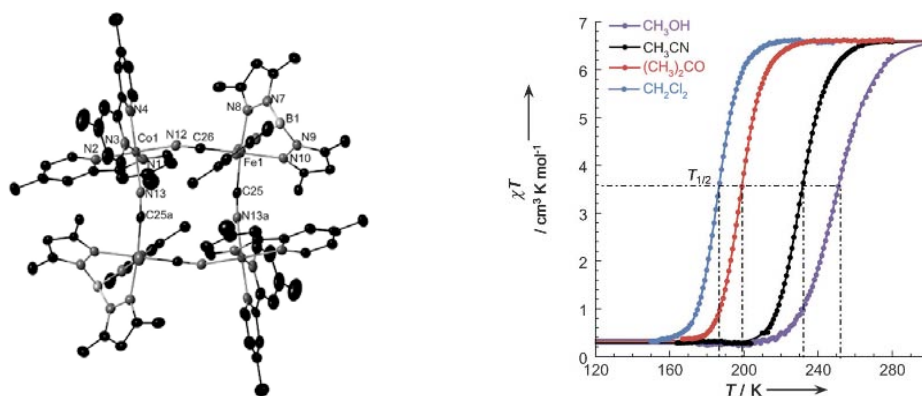 N4
N8
N7
B1
N3
Co1
N12
C26
N9
N2
N1
Fe1
N10
N13
C25
C25a
N13a
7
6
5
4
3
2
1
0
CH₃OH
CH₃CN
(CH₃)₂CO
CH₂Cl₂
T1/2
χT
/ cm³ K mol⁻¹
120 160 200 240 280
T / K